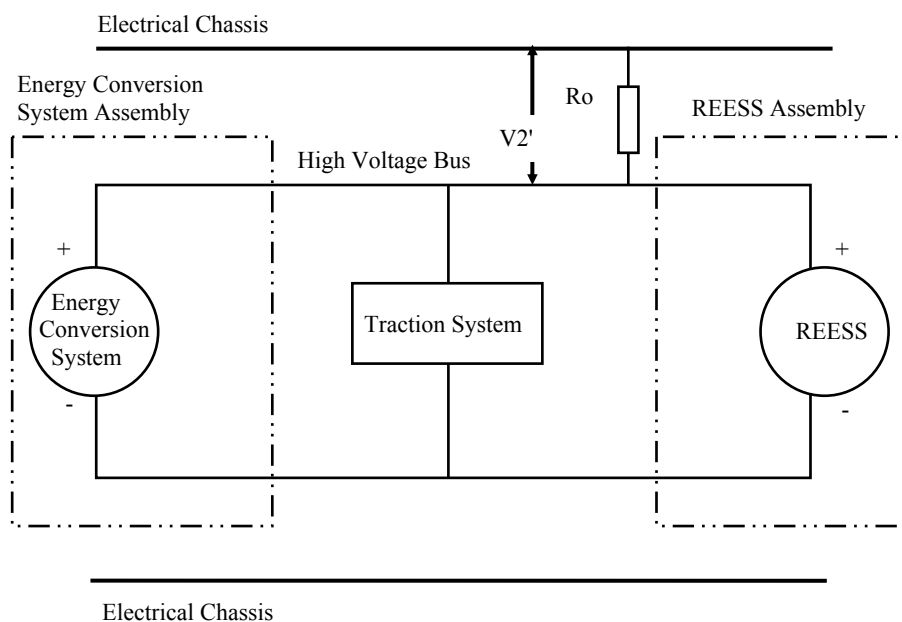 Electrical Chassis
Energy Conversion
System Assembly
Ro
REESS Assembly
V2'
High Voltage Bus
+
+
Energy
Conversion
System
Traction System
REESS
-
-
Electrical Chassis